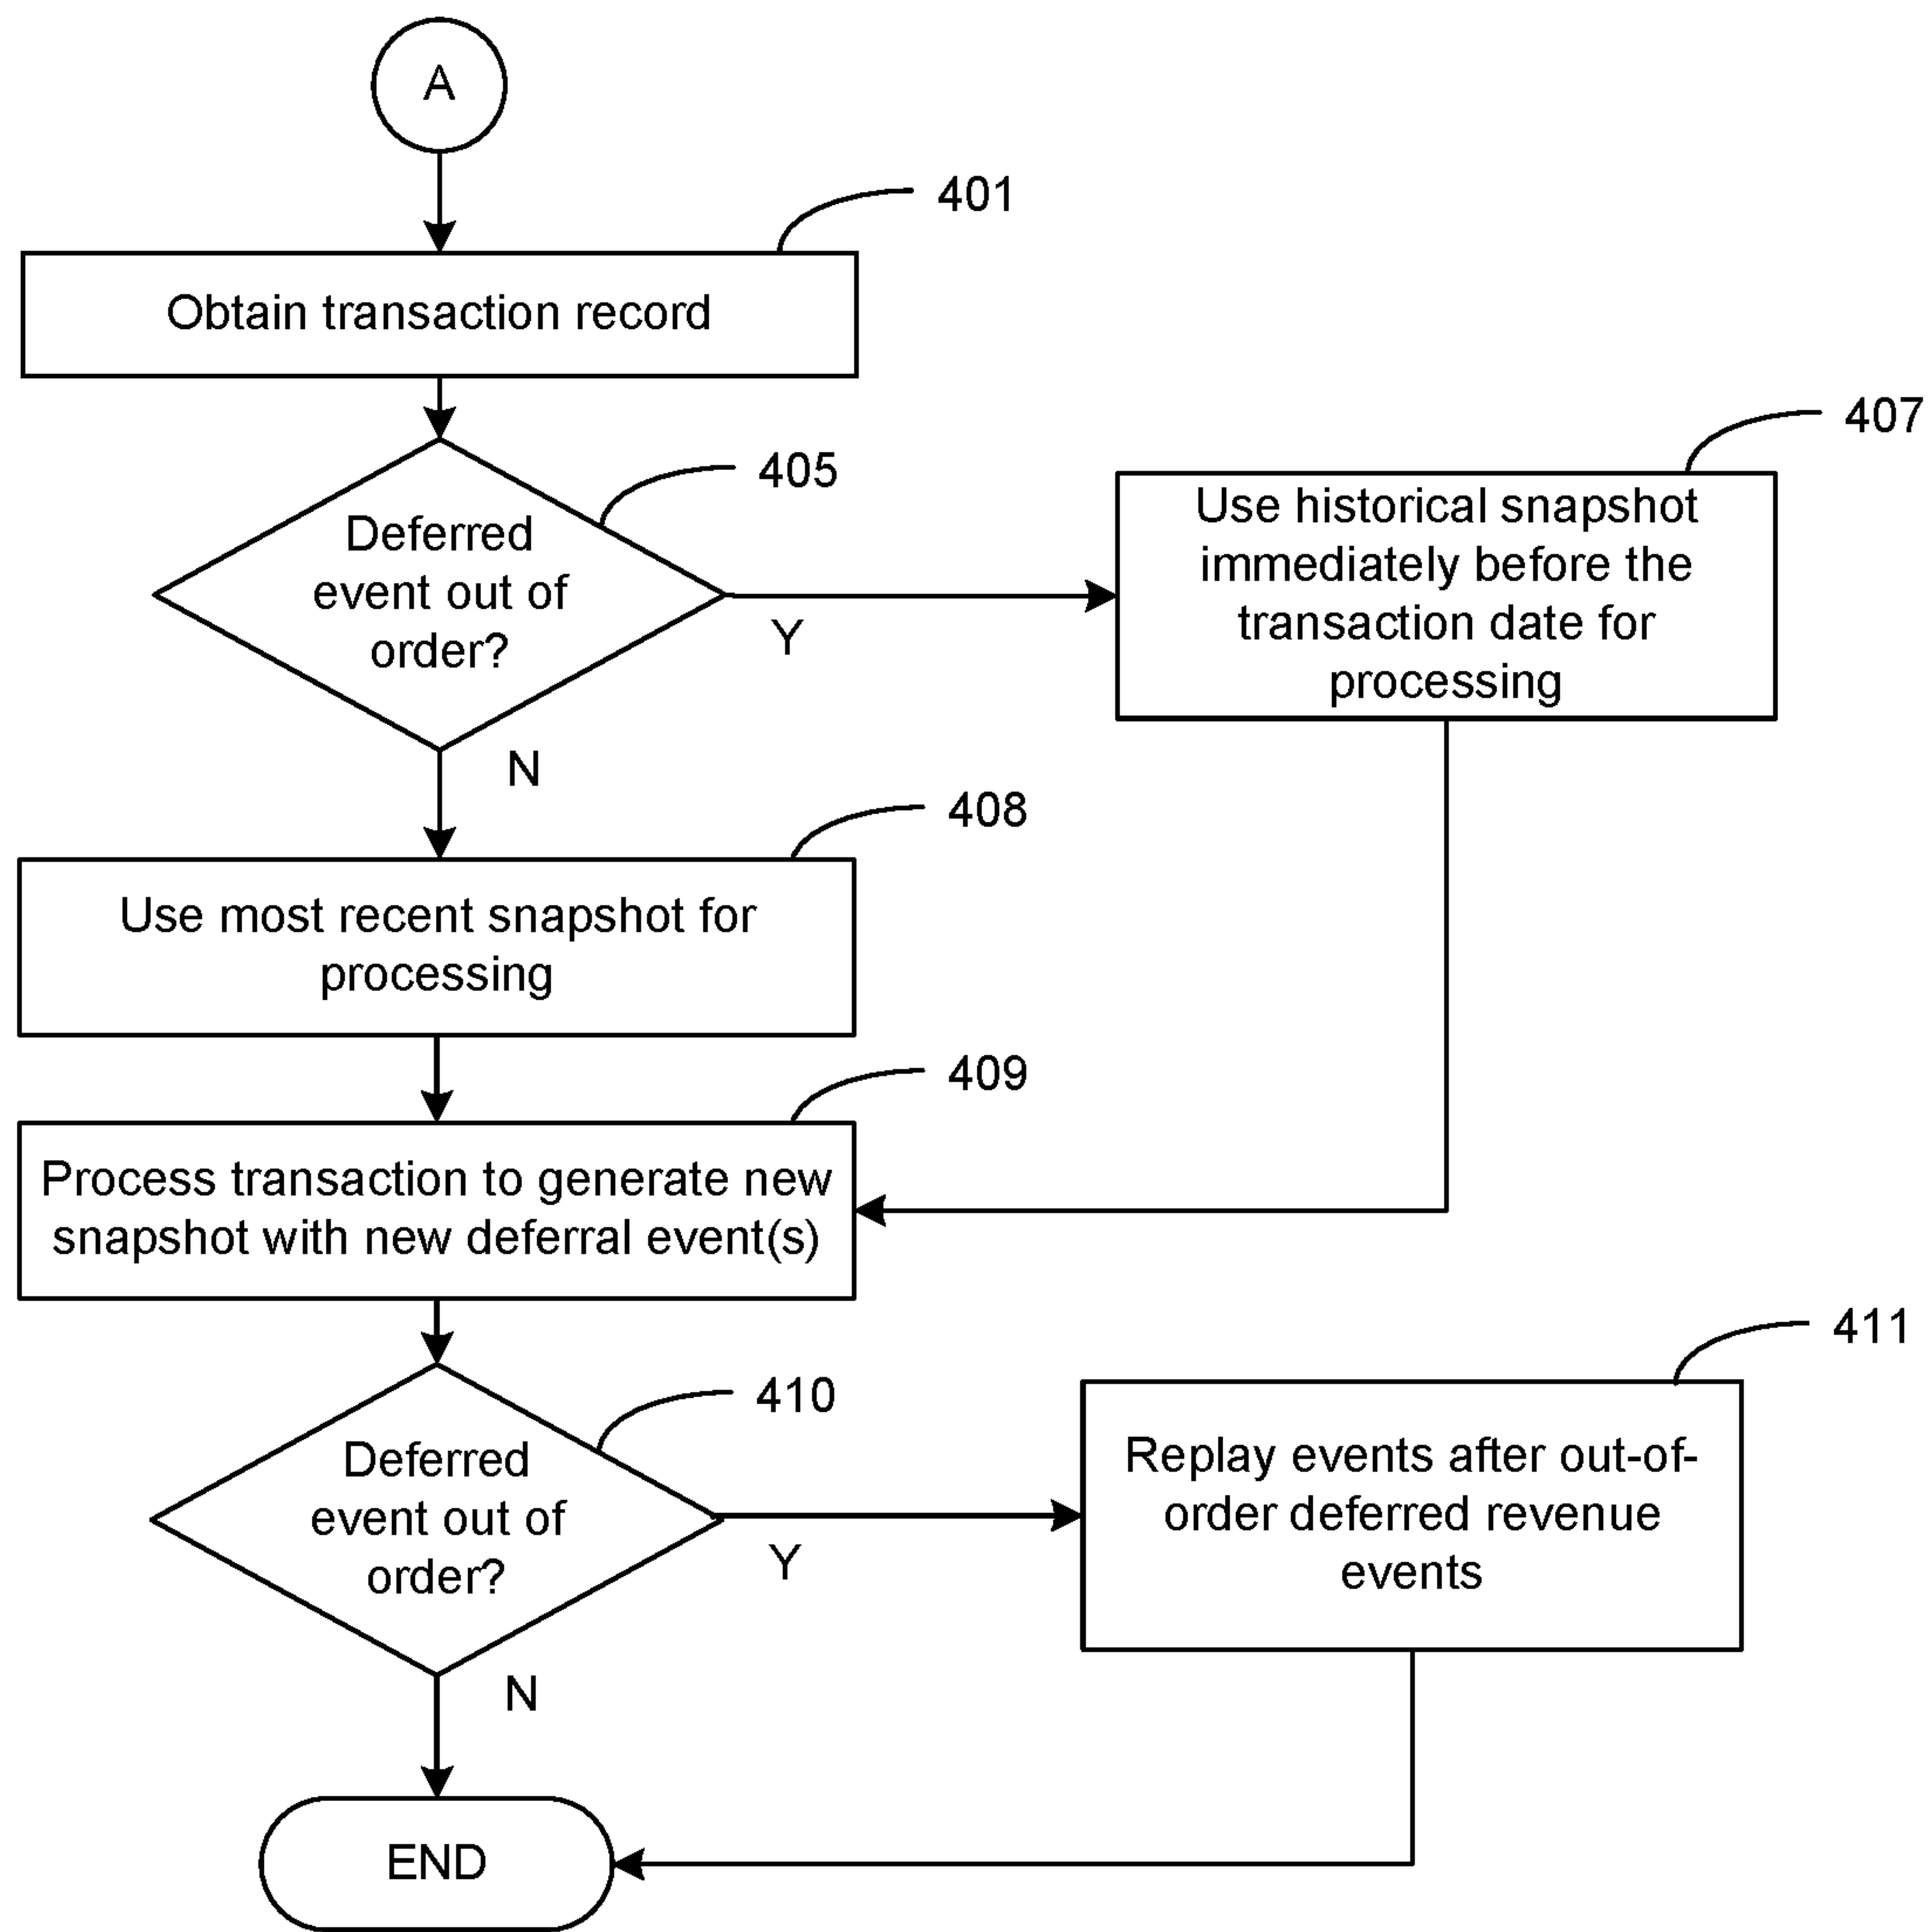 A
401
Obtain transaction record
405
Deferred
event out of
order?
Y
N
407
Use historical snapshot
immediately before the
transaction date for
processing
408
Use most recent snapshot for
processing
409
Process transaction to generate new
snapshot with new deferral event(s)
410
Deferred
event out of
order?
Y
N
411
Replay events after out-of-
order deferred revenue
events
END